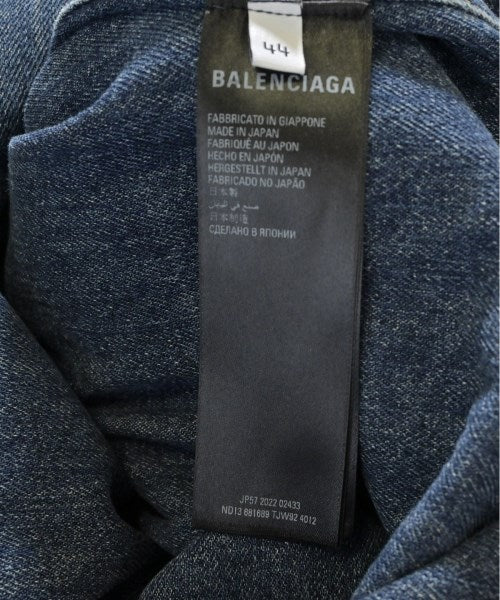 44
BALENCIAGA
FABBRICATO IN GIAPPONE
MADE IN JAPAN
FABRIQUÉ AU JAPON
HECHO EN JAPÓN
HERGESTELLT IN JAPAN
FABRICADO NO JAPÃO
日本製
صنع في اليابان
日本制造
СДЕЛАНО В ЯПОНИИ
JP57 2022 02433
ND13 681689 TJW92 4012